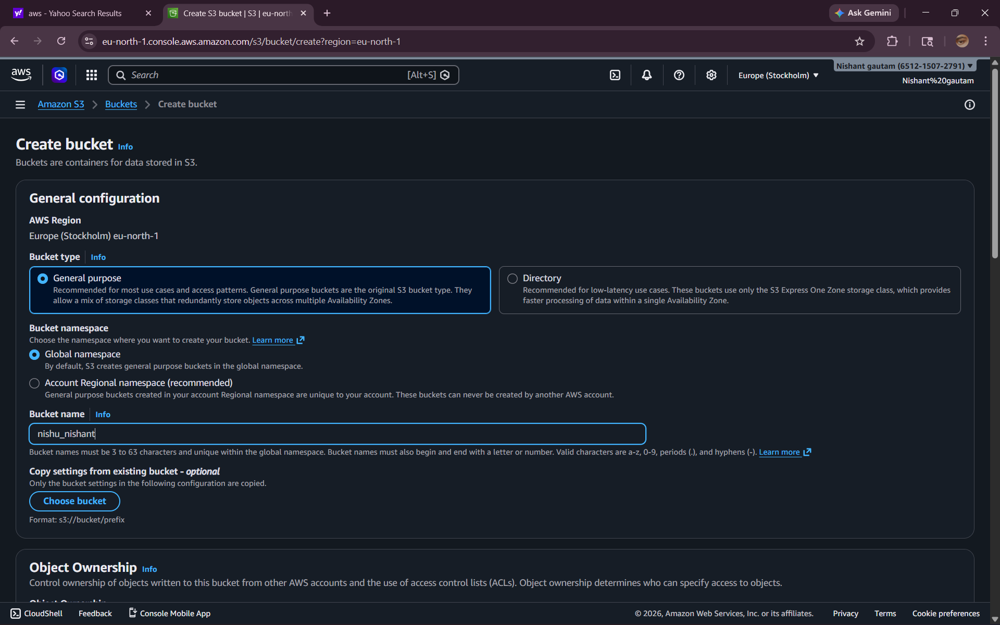 aws - Yahoo Search Results
Create S3 bucket | S3 | eu-north
Ask Gemini
eu-north-1.console.aws.amazon.com/s3/bucket/create?region=eu-north-1
aws
Search
[Alt+S]
Europe (Stockholm)
Nishant gautam (6512-1507-2791)
Nishant%20gautam
Amazon S3
Buckets
Create bucket
Create bucket Info
Buckets are containers for data stored in S3.
General configuration
AWS Region
Europe (Stockholm) eu-north-1
Bucket type Info
General purpose
Recommended for most use cases and access patterns. General purpose buckets are the original S3 bucket type. They
allow a mix of storage classes that redundantly store objects across multiple Availability Zones.
Directory
Recommended for low-latency use cases. These buckets use only the S3 Express One Zone storage class, which provides
faster processing of data within a single Availability Zone.
Bucket namespace
Choose the namespace where you want to create your bucket. Learn more
Global namespace
By default, S3 creates general purpose buckets in the global namespace.
Account Regional namespace (recommended)
General purpose buckets created in your account Regional namespace are unique to your account. These buckets can never be created by another AWS account.
Bucket name Info
nishu_nishant
Bucket names must be 3 to 63 characters and unique within the global namespace. Bucket names must also begin and end with a letter or number. Valid characters are a-z, 0-9, periods (.), and hyphens (-). Learn more
Copy settings from existing bucket - optional
Only the bucket settings in the following configuration are copied.
Choose bucket
Format: s3://bucket/prefix
Object Ownership Info
Control ownership of objects written to this bucket from other AWS accounts and the use of access control lists (ACLs). Object ownership determines who can specify access to objects.
Object Ownership
CloudShell
Feedback
Console Mobile App
© 2026, Amazon Web Services, Inc. or its affiliates.
Privacy
Terms
Cookie preferences